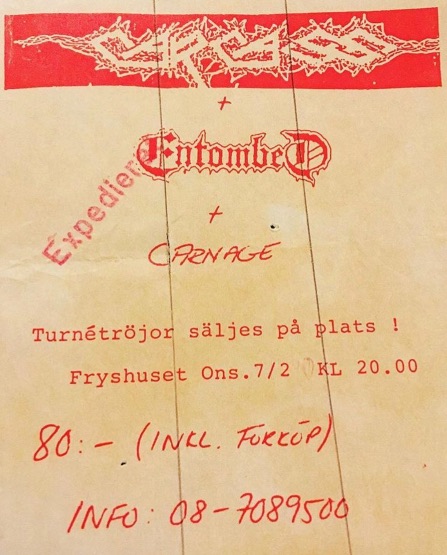 CARCASS
+
EntombeD
+
Expedierad
CARNAGE
Turnétröjor säljes på plats !
Fryshuset Ons.7/2 KL 20.00
80:- (INKL. FÖRKÖP)
INFO: 08-7089500